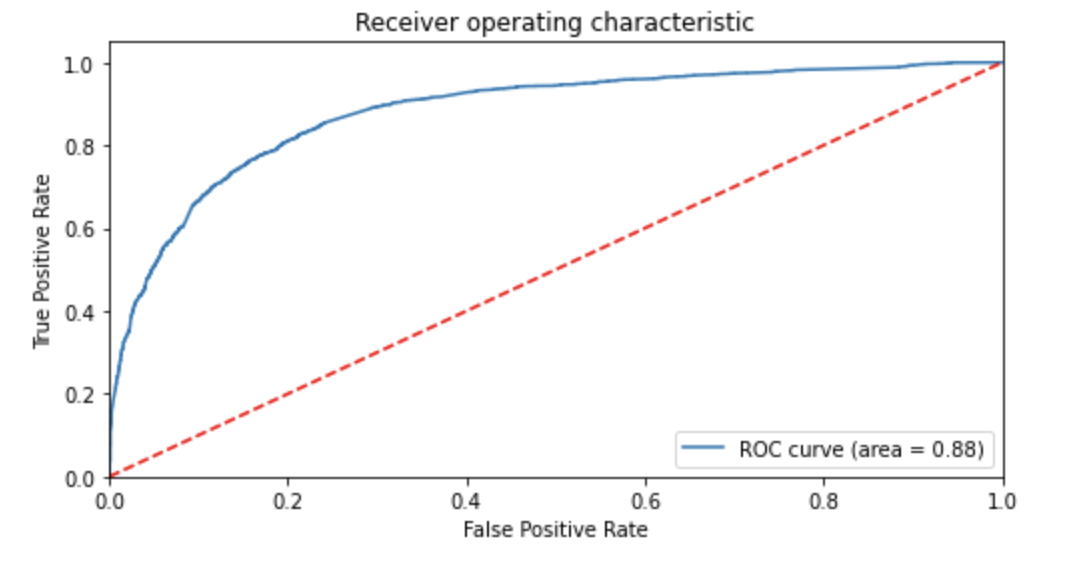 Receiver operating characteristic
1.0
0.8
0.6
0.4
0.2
0.0
True Positive Rate
ROC curve (area = 0.88)
0.0 0.2 0.4 0.6 0.8 1.0
False Positive Rate